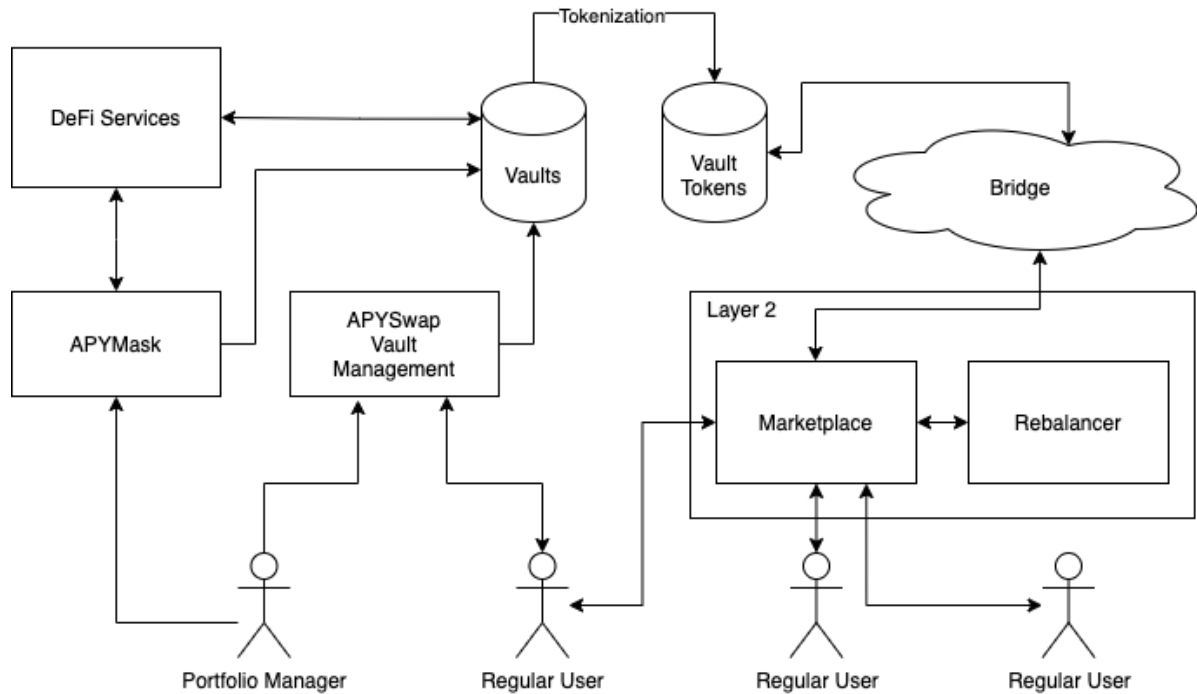 Tokenization
DeFi Services
Vaults
Vault
Tokens
Bridge
APYMask
APYSwap
Vault
Management
Layer 2
Marketplace
Rebalancer
Portfolio Manager
Regular User
Regular User
Regular User